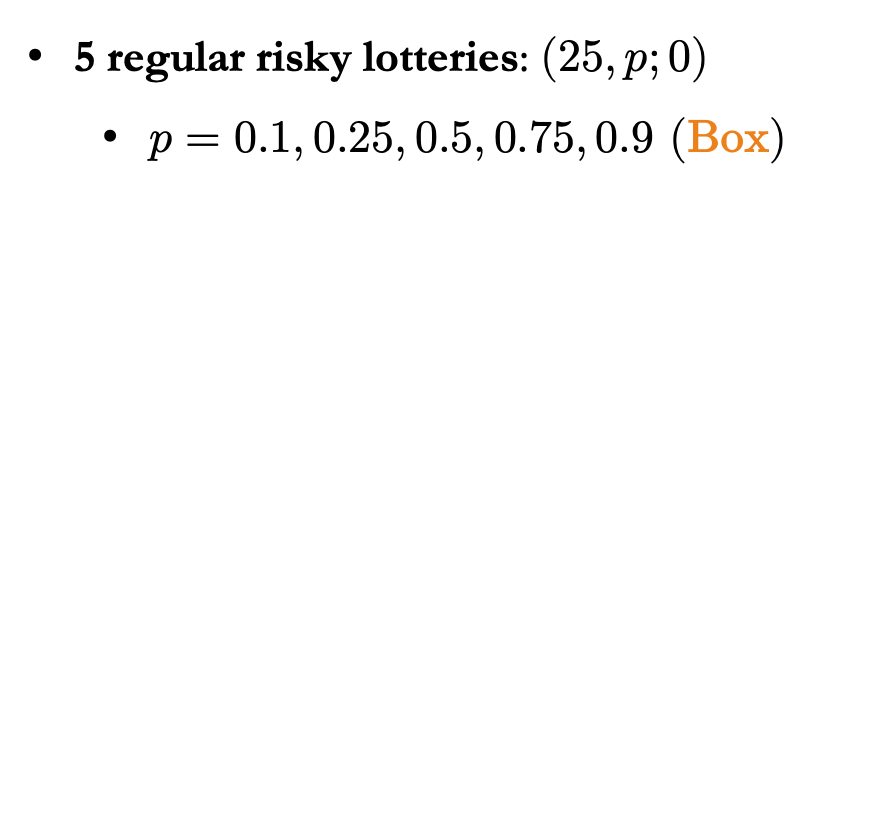 • 5 regular risky lotteries: (25, p; 0)
• p = 0.1, 0.25, 0.5, 0.75, 0.9 (Box)